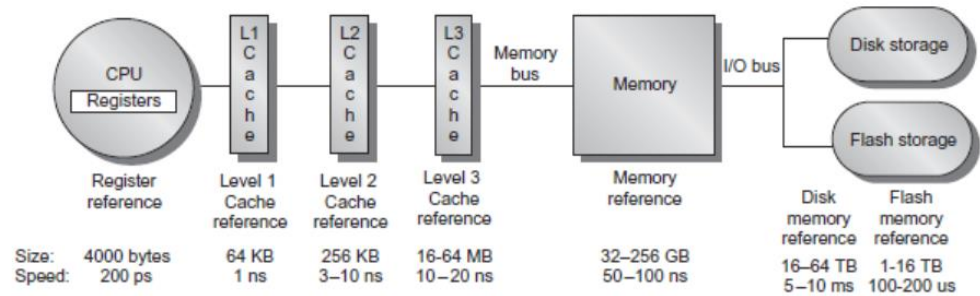 CPU
Registers
L1
C
a
c
h
e
L2
C
a
c
h
e
L3
C
a
c
h
e
Memory
bus
Memory
I/O bus
Disk storage
Flash storage
Register
reference
Level 1
Cache
reference
Level 2
Cache
reference
Level 3
Cache
reference
Memory
reference
Disk
memory
reference
Flash
memory
reference
Size: 4000 bytes 64 KB 256 KB 16-64 MB 32–256 GB 16–64 TB 1-16 TB
Speed: 200 ps 1 ns 3–10 ns 10–20 ns 50–100 ns 5–10 ms 100-200 us